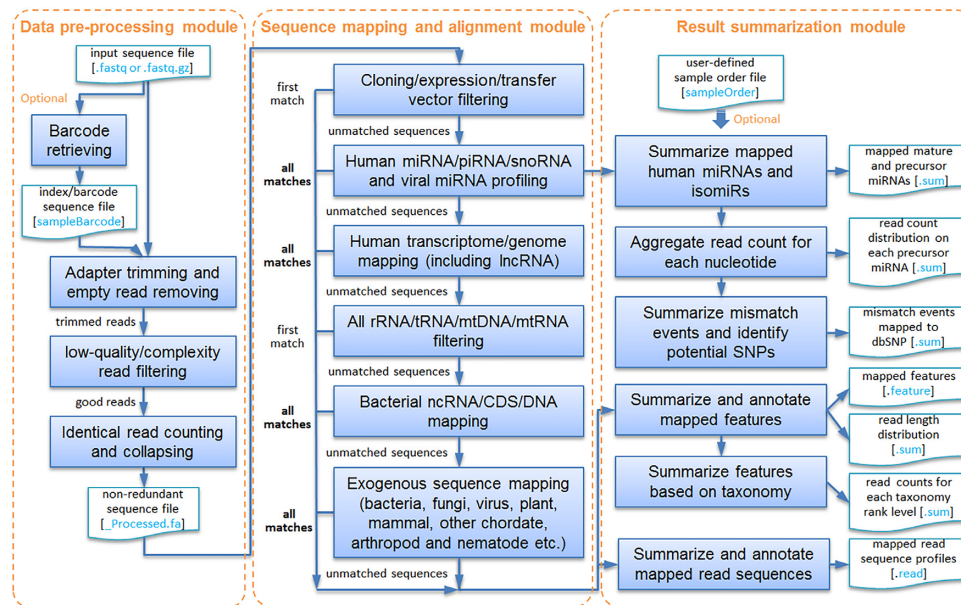 Data pre-processing module
input sequence file
[.fastq or .fastq.gz]
Optional
Barcode
retrieving
index/barcode
sequence file
[sampleBarcode]
Adapter trimming and
empty read removing
trimmed reads
low-quality/complexity
read filtering
good reads
Identical read counting
and collapsing
non-redundant
sequence file
[_Processed.fa]
Sequence mapping and alignment module
first
match
Cloning/expression/transfer
vector filtering
unmatched sequences
all
matches
Human miRNA/piRNA/snoRNA
and viral miRNA profiling
unmatched sequences
all
matches
Human transcriptome/genome
mapping (including lncRNA)
unmatched sequences
first
match
All rRNA/tRNA/mtDNA/mtRNA
filtering
unmatched sequences
all
matches
Bacterial ncRNA/CDS/DNA
mapping
unmatched sequences
all
matches
Exogenous sequence mapping
(bacteria, fungi, virus, plant,
mammal, other chordate,
arthropod and nematode etc.)
unmatched sequences
Result summarization module
user-defined
sample order file
[sampleOrder]
Optional
Summarize mapped
human miRNAs and
isomiRs
mapped mature
and precursor
miRNAs [.sum]
Aggregate read count for
each nucleotide
read count
distribution on
each precursor
miRNA [.sum]
Summarize mismatch
events and identify
potential SNPs
mismatch events
mapped to
dbSNP [.sum]
Summarize and annotate
mapped features
mapped features
[.feature]
read length
distribution
[.sum]
Summarize features
based on taxonomy
read counts for
each taxonomy
rank level [.sum]
Summarize and annotate
mapped read sequences
mapped read
sequence profiles
[.read]